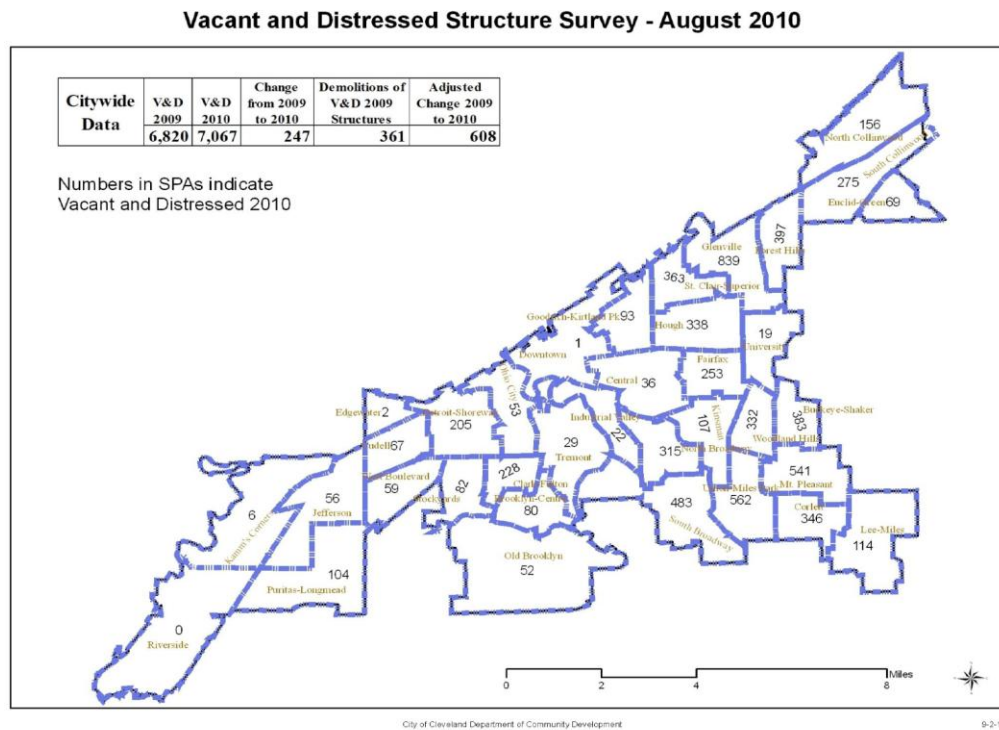 Vacant and Distressed Structure Survey - August 2010
Citywide Data
V&D 2009
V&D 2010
Change from 2009 to 2010
Demolitions of V&D 2009 Structures
Adjusted Change 2009 to 2010
6,820 7,067 247 361 608
Numbers in SPAs indicate
Vacant and Distressed 2010
156
North Collinwood
South Collinwood
275
Euclid-Green
69
397
Forest Hills
Glenville
839
363
St. Clair-Superior
Goodrich-Kirtland Pk
93
Hough 338
19
University
Downtown
1
Fairfax
253
Central
36
Ohio City
53
Edgewater 2
Detroit-Shoreway
205
Industrial Valley
22
Kinsman
107
332
383
Buckeye-Shaker
Woodland Hills
29
Tremont
315
North Broadway
Cudell 67
West Boulevard
59
Stockyards
82
228
Clark-Fulton
Brooklyn-Centre
80
541
Mt. Pleasant
Union-Miles Park
562
483
South Broadway
Corlett
346
Lee-Miles
114
56
Jefferson
6
Kamm's Corner
104
Puritas-Longmead
Old Brooklyn
52
0
Riverside
0 2 4 8 Miles
City of Cleveland Department of Community Development